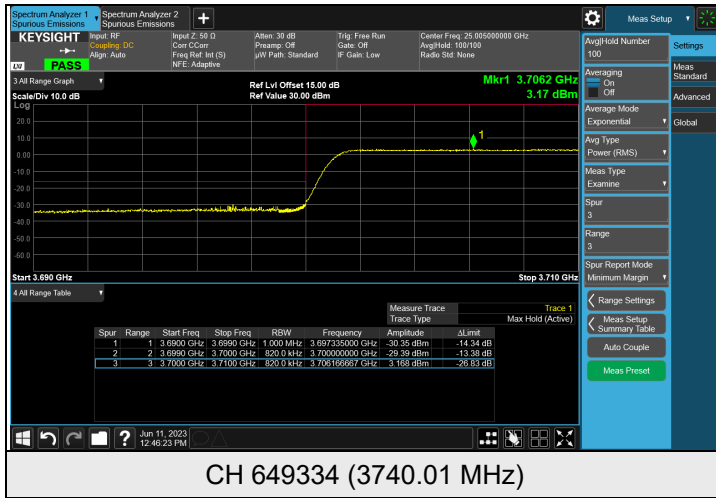 Spectrum Analyzer 1
Spurious Emissions
Spectrum Analyzer 2
Spurious Emissions
+
Meas Setup
KEYSIGHT
Input: RF
Coupling: DC
Align: Auto
Input Z: 50 Ω
Corr CCorr
Freq Ref: Int (S)
NFE: Adaptive
Atten: 30 dB
Preamp: Off
µW Path: Standard
Trig: Free Run
Gate: Off
IF Gain: Low
Center Freq: 25.005000000 GHz
Avg|Hold: 100/100
Radio Std: None
LXI
PASS
3 All Range Graph
Scale/Div 10.0 dB
Ref Lvl Offset 15.00 dB
Ref Value 30.00 dBm
Mkr1 3.7062 GHz
3.17 dBm
Log
20.0
10.0
0.00
-10.0
-20.0
-30.0
-40.0
-50.0
-60.0
1
Start 3.690 GHz
Stop 3.710 GHz
4 All Range Table
Measure Trace Trace 1
Trace Type Max Hold (Active)
Spur Range Start Freq Stop Freq RBW Frequency Amplitude ΔLimit
1 1 3.6900 GHz 3.6990 GHz 1.000 MHz 3.697335000 GHz -30.35 dBm -14.34 dB
2 2 3.6990 GHz 3.7000 GHz 820.0 kHz 3.700000000 GHz -29.39 dBm -13.38 dB
3 3 3.7000 GHz 3.7100 GHz 820.0 kHz 3.706166667 GHz 3.168 dBm -26.83 dB
Avg|Hold Number
100
Averaging
On
Off
Average Mode
Exponential
Avg Type
Power (RMS)
Meas Type
Examine
Spur
3
Range
3
Spur Report Mode
Minimum Margin
Range Settings
Meas Setup
Summary Table
Auto Couple
Meas Preset
Settings
Meas
Standard
Advanced
Global
?
Jun 11, 2023
12:46:23 PM
CH 649334 (3740.01 MHz)